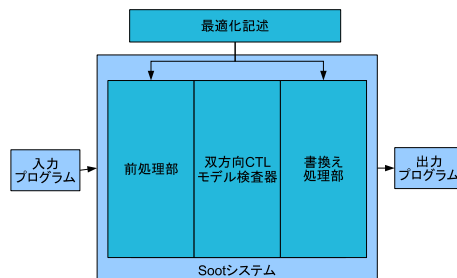 最適化記述
入力
プログラム
前処理部
双方向CTL
モデル検査器
書換え
処理部
出力
プログラム
Sootシステム